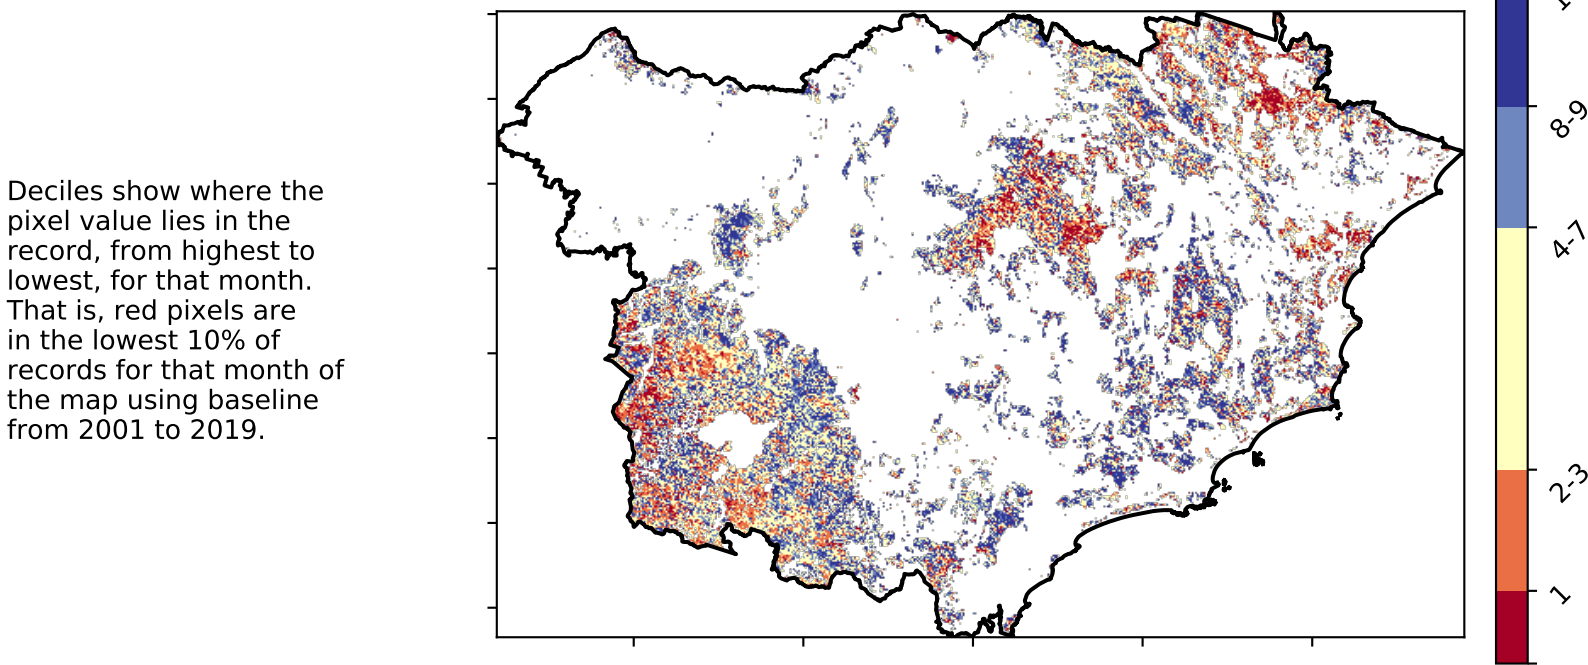 Deciles show where the
pixel value lies in the
record, from highest to
lowest, for that month.
That is, red pixels are
in the lowest 10% of
records for that month of
the map using baseline
from 2001 to 2019.
8-9
4-7
2-3
1